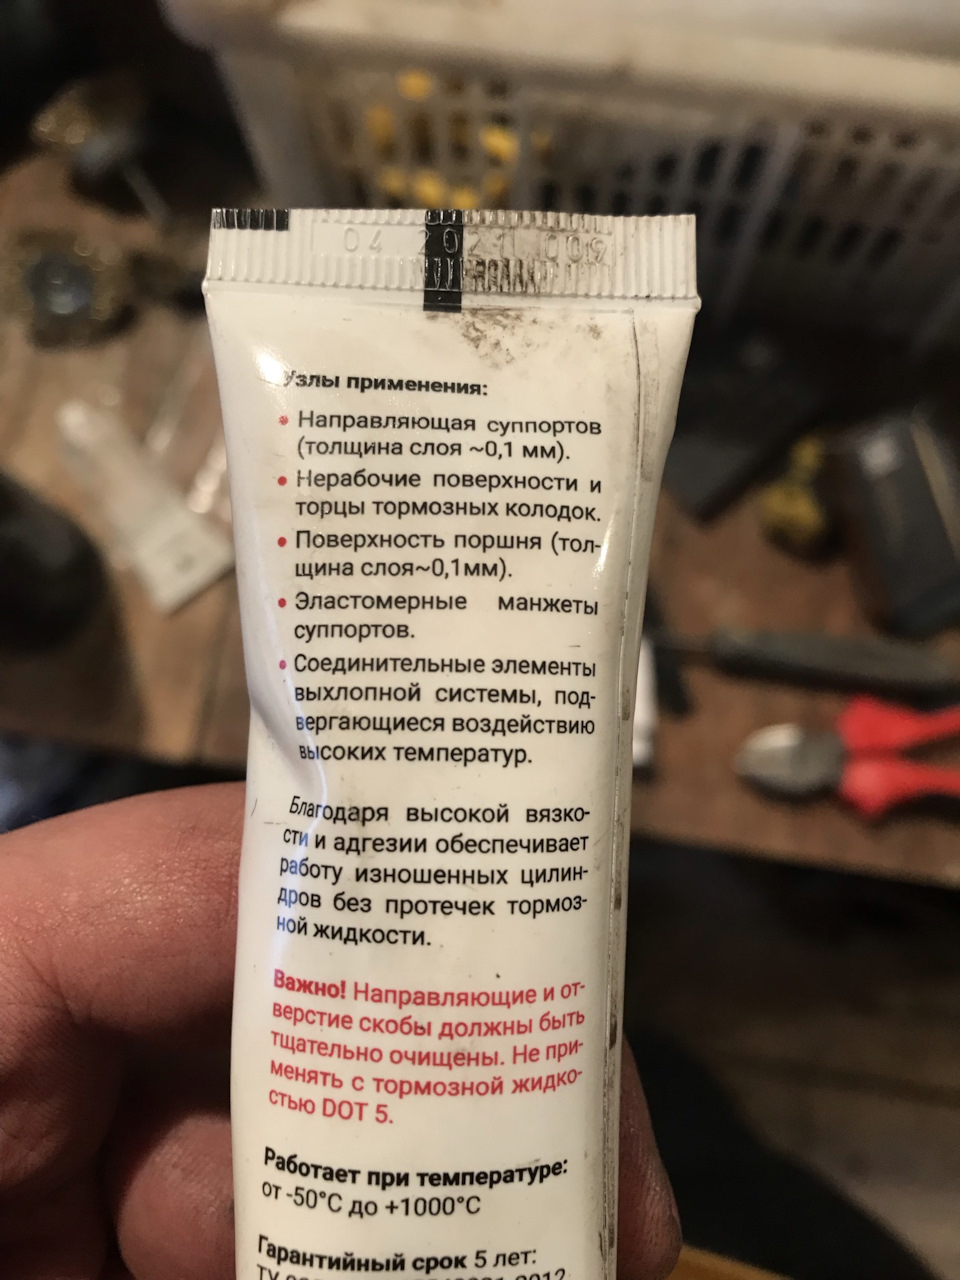 04 2021 009
Узлы применения:
• Направляющая суппортов
(толщина слоя ~0,1 мм).
• Нерабочие поверхности и
торцы тормозных колодок.
• Поверхность поршня (тол-
щина слоя~0,1мм).
• Эластомерные манжеты
суппортов.
• Соединительные элементы
выхлопной системы, под-
вергающиеся воздействию
высоких температур.
Благодаря высокой вязко-
сти и адгезии обеспечивает
работу изношенных цилин-
дров без протечек тормоз-
ной жидкости.
Важно! Направляющие и от-
верстие скобы должны быть
тщательно очищены. Не при-
менять с тормозной жидко-
стью DOT 5.
Работает при температуре:
от -50°C до +1000°C
Гарантийный срок 5 лет:
ТУ